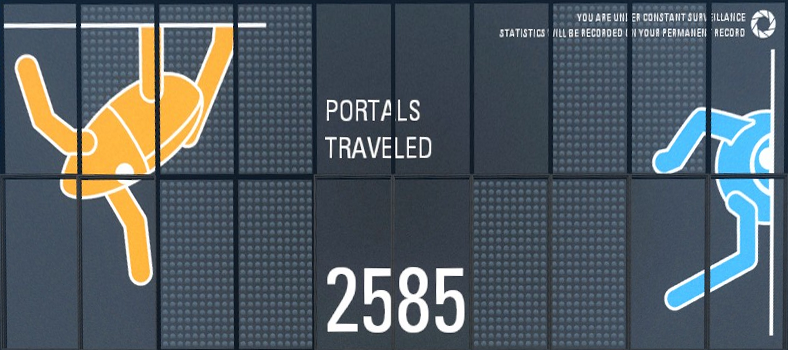 YOU ARE UNDER CONSTANT SURVEILLANCE
STATISTICS WILL BE RECORDED ON YOUR PERMANENT RECORD
PORTALS
TRAVELED
2585